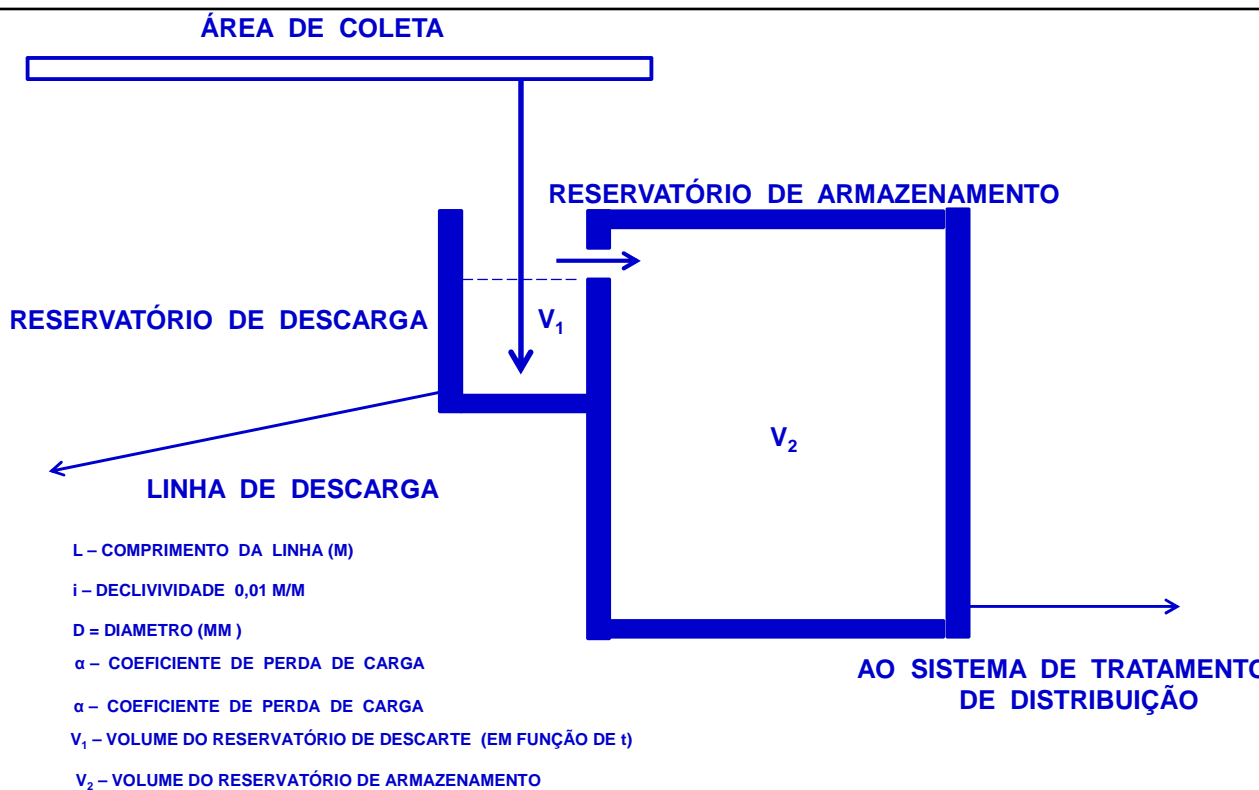 ÁREA DE COLETA
RESERVATÓRIO DE ARMAZENAMENTO
RESERVATÓRIO DE DESCARGA
V₁
V₂
LINHA DE DESCARGA
L – COMPRIMENTO DA LINHA (M)
i – DECLIVIVIDADE 0,01 M/M
D = DIAMETRO (MM )
α – COEFICIENTE DE PERDA DE CARGA
α – COEFICIENTE DE PERDA DE CARGA
V₁ – VOLUME DO RESERVATÓRIO DE DESCARTE (EM FUNÇÃO DE t)
V₂ – VOLUME DO RESERVATÓRIO DE ARMAZENAMENTO
AO SISTEMA DE TRATAMENTO
DE DISTRIBUIÇÃO